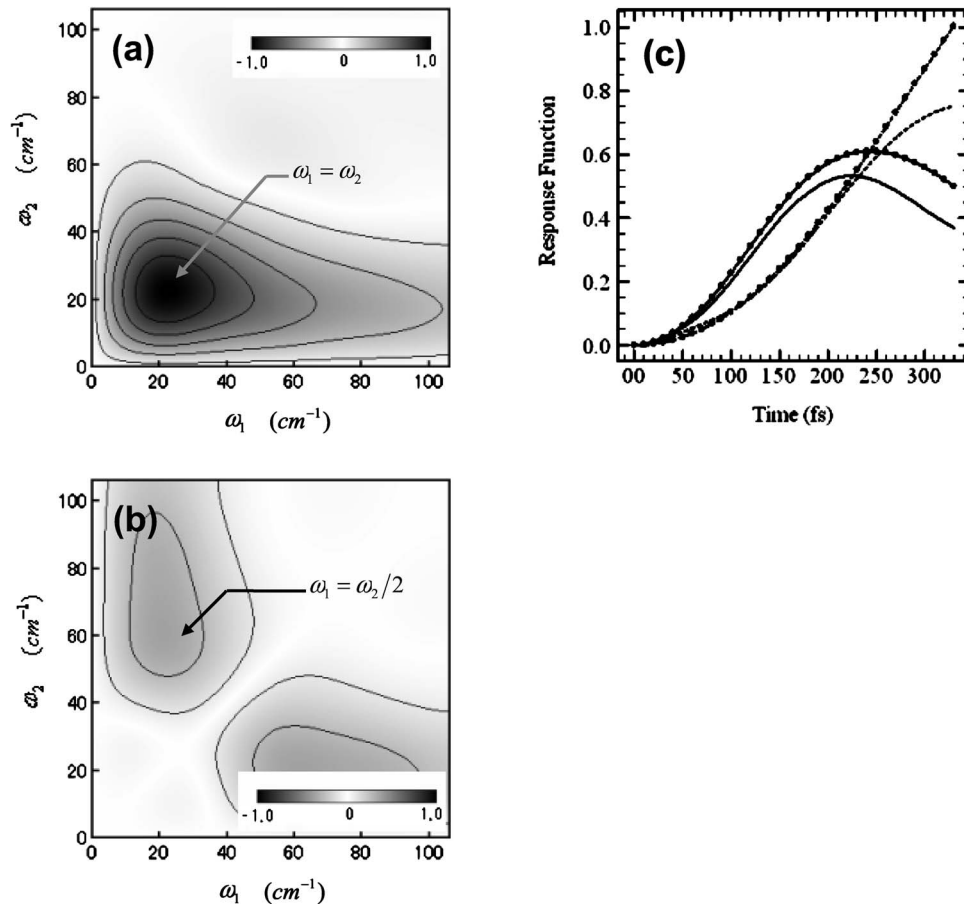 (a)
-1.0 0 1.0
ω₁ = ω₂
100
80
60
40
20
0
ω₂ (cm⁻¹)
0 20 40 60 80 100
ω₁ (cm⁻¹)
(c)
1.0
0.8
0.6
0.4
0.2
0.0
Response Function
00 50 100 150 200 250 300
Time (fs)
(b)
ω₁ = ω₂/2
100
80
60
40
20
0
ω₂ (cm⁻¹)
-1.0 0 1.0
0 20 40 60 80 100
ω₁ (cm⁻¹)